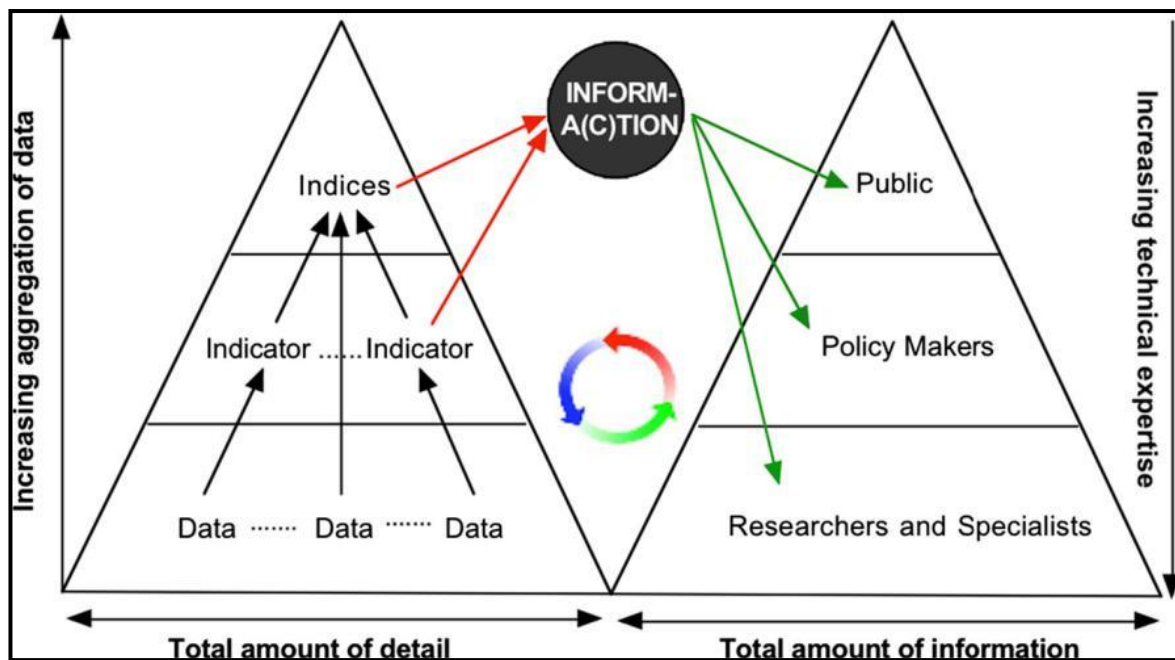 Increasing aggregation of data
INFORM-
A(C)TION
Indices
Public
Indicator ...... Indicator
Policy Makers
Data ....... Data ....... Data
Researchers and Specialists
Increasing technical expertise
Total amount of detail
Total amount of information